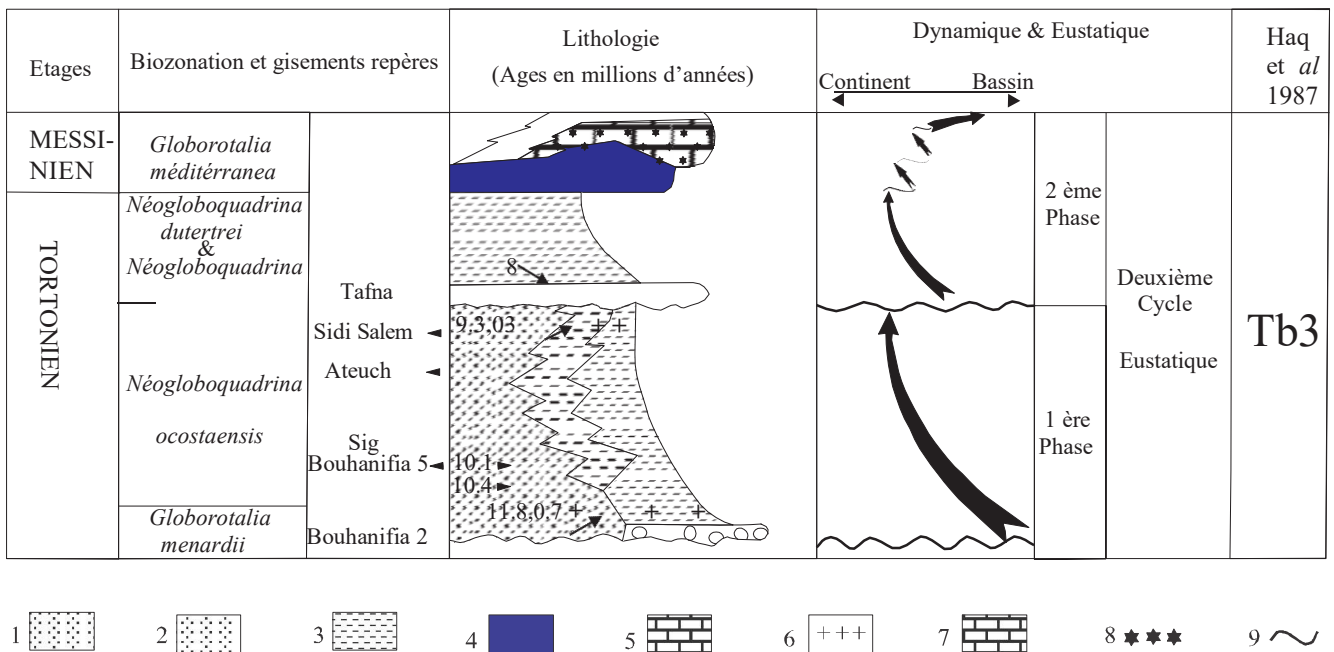 Etages
Biozonation et gisements repères
Lithologie
(Ages en millions d’années)
Dynamique & Eustatique
Continent
Bassin
Haq
et al
1987
MESSI-
NIEN
Globorotalia
méditérranea
TORTONIEN
Néogloboquadrina
dutertrei
&
Néogloboquadrina
Néogloboquadrina
ocostaensis
Globorotalia
menardii
Tafna
Sidi Salem
Ateuch
Sig
Bouhanifia 5
Bouhanifia 2
8
9.3,03
10.1
10.4
11.8,0.7
2 ème
Phase
1 ère
Phase
Deuxième
Cycle
Eustatique
Tb3
1
2
3
4
5
6
7
8
9